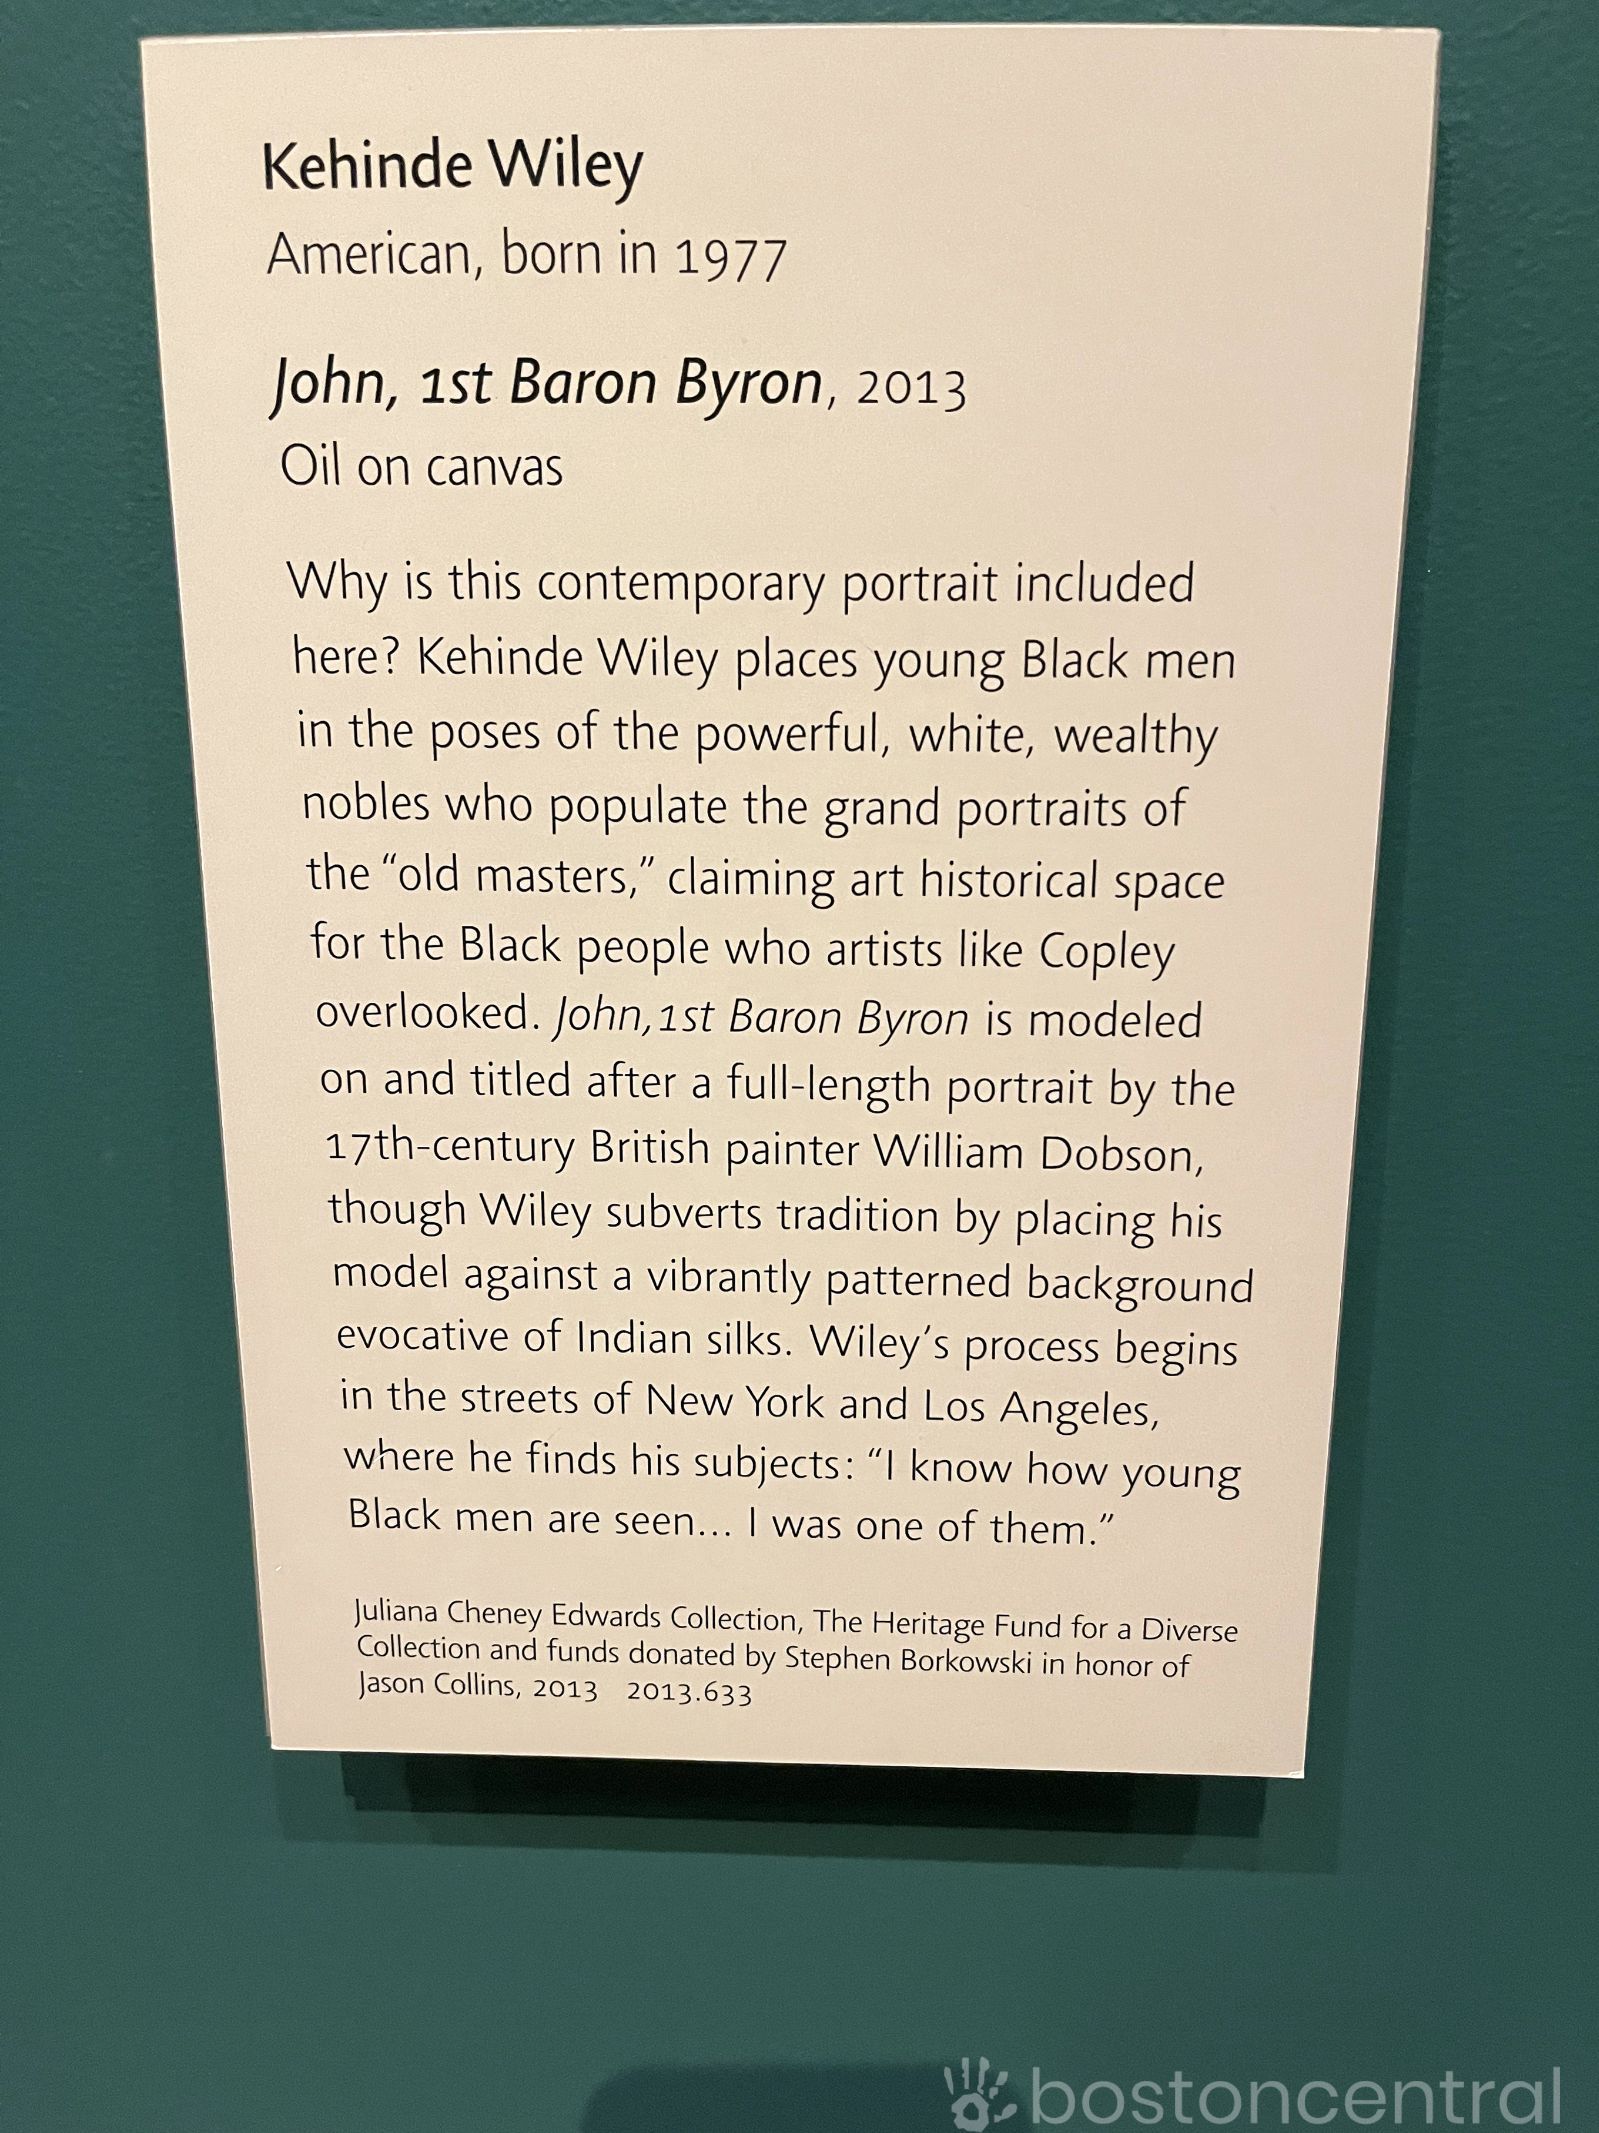 Kehinde Wiley
American, born in 1977
John, 1st Baron Byron, 2013
Oil on canvas
Why is this contemporary portrait included
here? Kehinde Wiley places young Black men
in the poses of the powerful, white, wealthy
nobles who populate the grand portraits of
the “old masters,” claiming art historical space
for the Black people who artists like Copley
overlooked. John,1st Baron Byron is modeled
on and titled after a full-length portrait by the
17th-century British painter William Dobson,
though Wiley subverts tradition by placing his
model against a vibrantly patterned background
evocative of Indian silks. Wiley’s process begins
in the streets of New York and Los Angeles,
where he finds his subjects: “I know how young
Black men are seen... I was one of them.”
Juliana Cheney Edwards Collection, The Heritage Fund for a Diverse
Collection and funds donated by Stephen Borkowski in honor of
Jason Collins, 2013 2013.633
bostoncentral